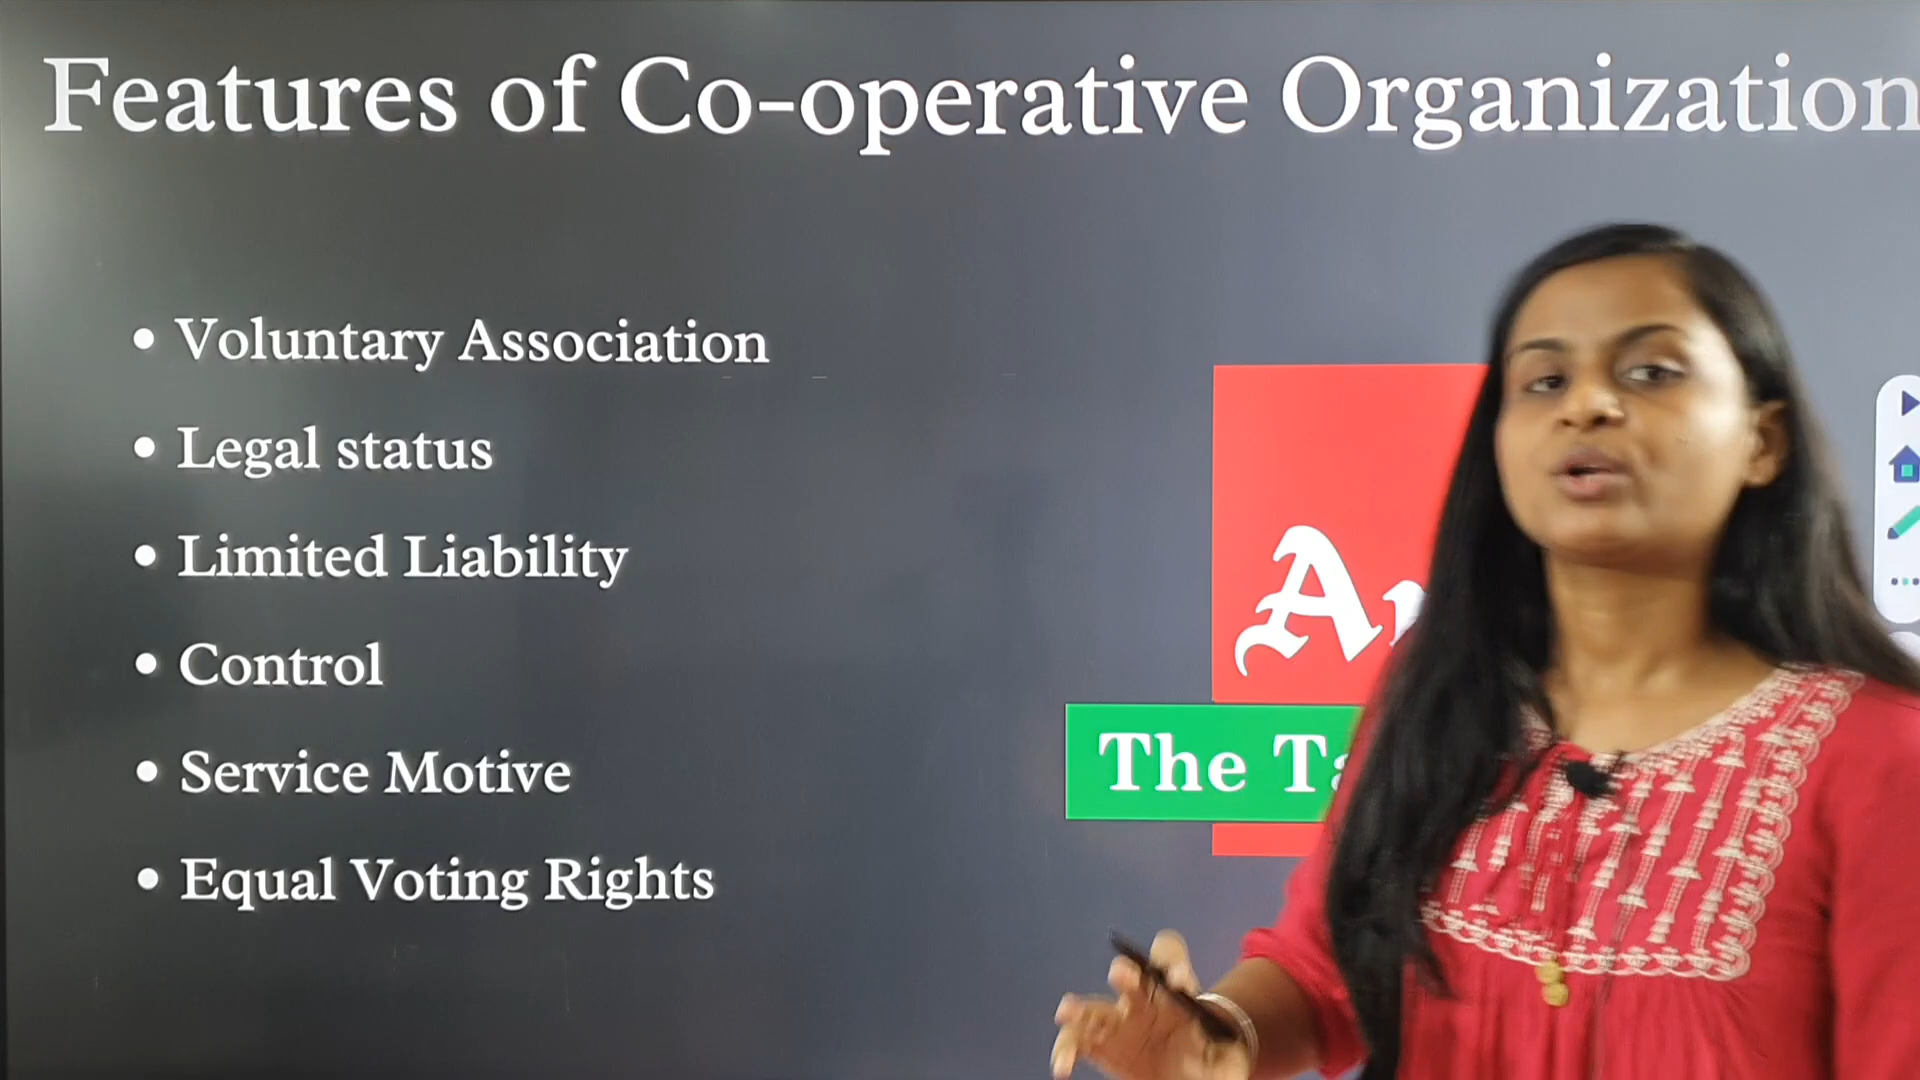 Features of Co-operative Organization
• Voluntary Association
• Legal status
• Limited Liability
• Control
• Service Motive
• Equal Voting Rights
The